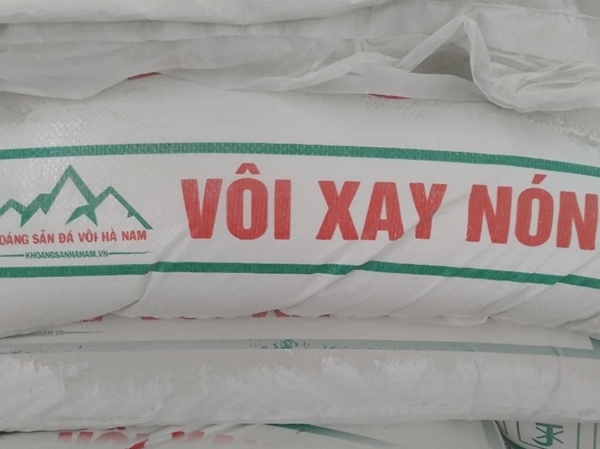 VÔI XAY NÓN
OÁNG SẢN ĐÁ VÔI HÀ NAM
KHOANGSANHANAM.VN